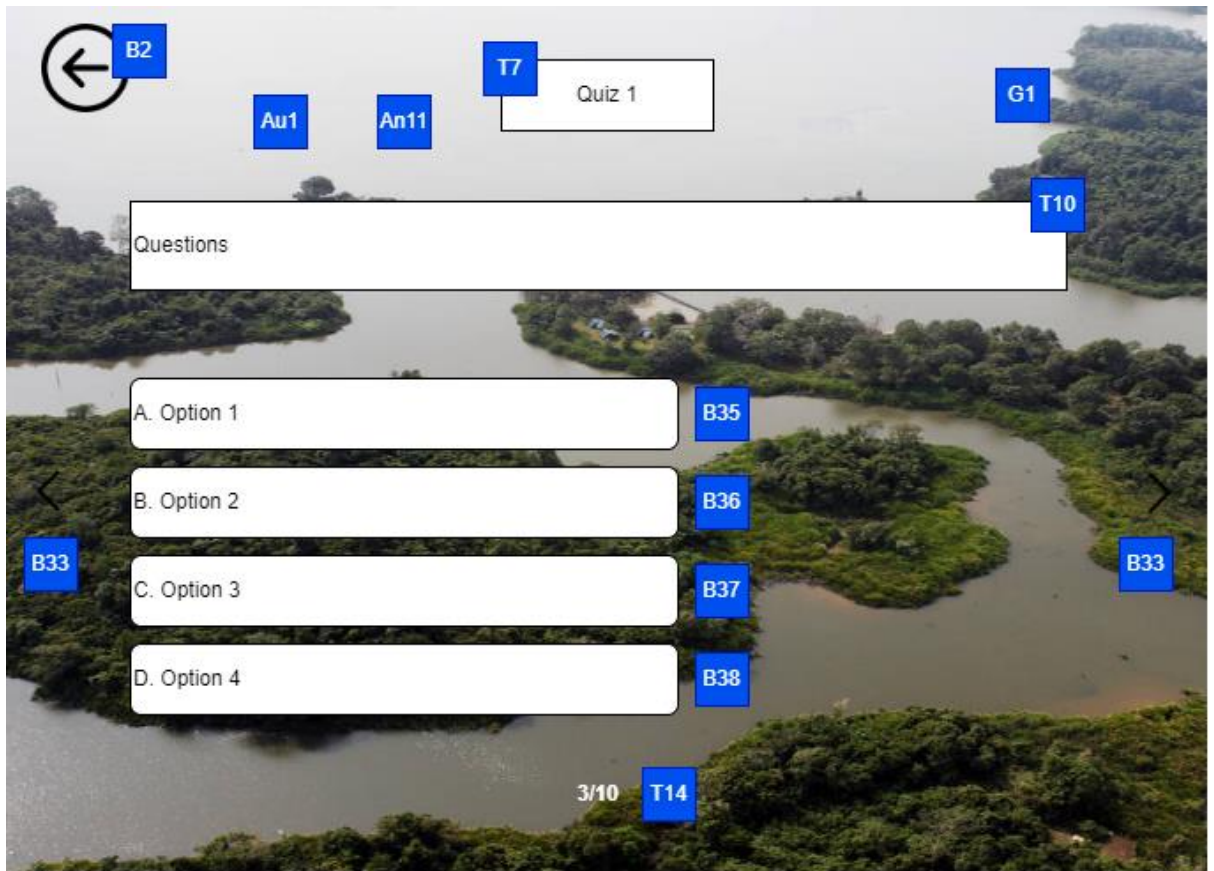 B2
T7
Quiz 1
G1
Au1
An11
T10
Questions
A. Option 1
B35
B. Option 2
B36
B33
B33
C. Option 3
B37
D. Option 4
B38
3/10
T14